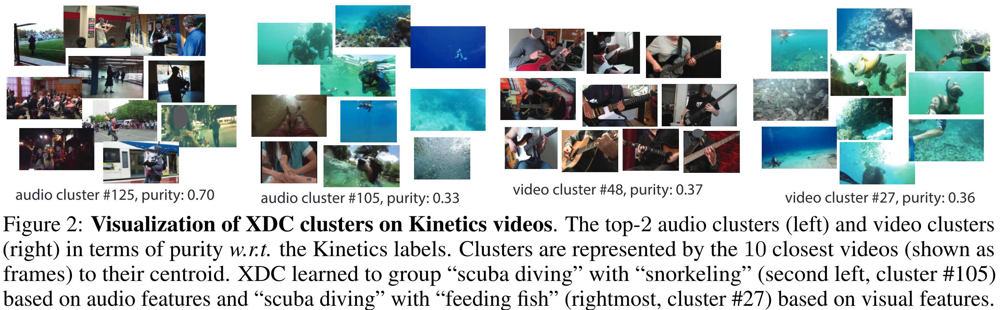 audio cluster #125, purity: 0.70
audio cluster #105, purity: 0.33
video cluster #48, purity: 0.37
video cluster #27, purity: 0.36
Figure 2: Visualization of XDC clusters on Kinetics videos. The top-2 audio clusters (left) and video clusters
(right) in terms of purity w.r.t. the Kinetics labels. Clusters are represented by the 10 closest videos (shown as
frames) to their centroid. XDC learned to group “scuba diving” with “snorkeling” (second left, cluster #105)
based on audio features and “scuba diving” with “feeding fish” (rightmost, cluster #27) based on visual features.